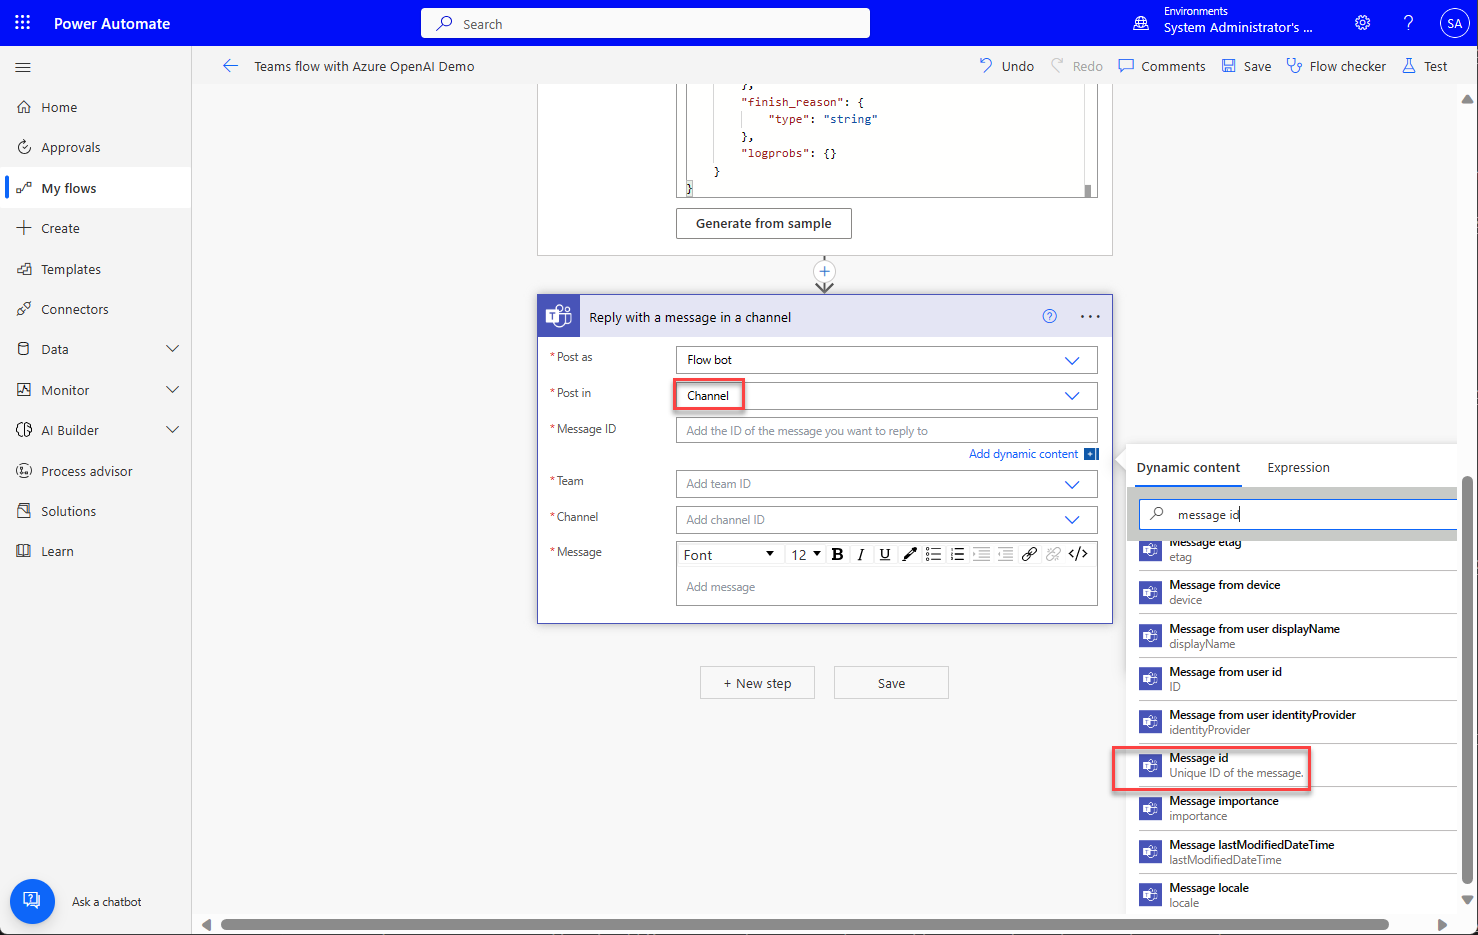 Power Automate
Search
Environments
System Administrator's ...
SA
Teams flow with Azure OpenAI Demo
Undo
Redo
Comments
Save
Flow checker
Test
Home
Approvals
My flows
Create
Templates
Connectors
Data
Monitor
AI Builder
Process advisor
Solutions
Learn
Ask a chatbot
},
"finish_reason": {
"type": "string"
},
"logprobs": {}
}
}
Generate from sample
Reply with a message in a channel
* Post as
Flow bot
* Post in
Channel
* Message ID
Add the ID of the message you want to reply to
Add dynamic content
* Team
Add team ID
* Channel
Add channel ID
* Message
Font
12
B I U </>
Add message
+ New step
Save
Dynamic content
Expression
message id
Message etag
etag
Message from device
device
Message from user displayName
displayName
Message from user id
ID
Message from user identityProvider
identityProvider
Message id
Unique ID of the message.
Message importance
importance
Message lastModifiedDateTime
lastModifiedDateTime
Message locale
locale